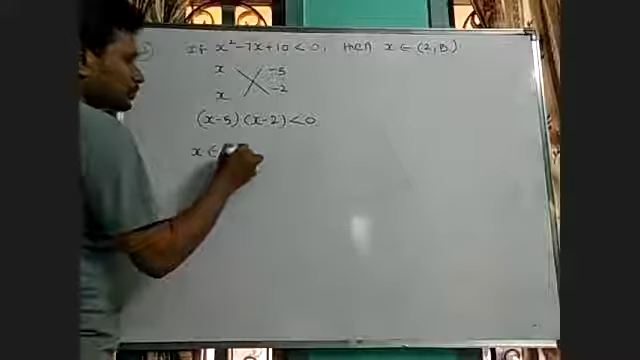 If x² - 7x + 10 < 0, then x ∈ (2, B)
x -5
x -2
(x-5) (x-2) < 0
x ∈